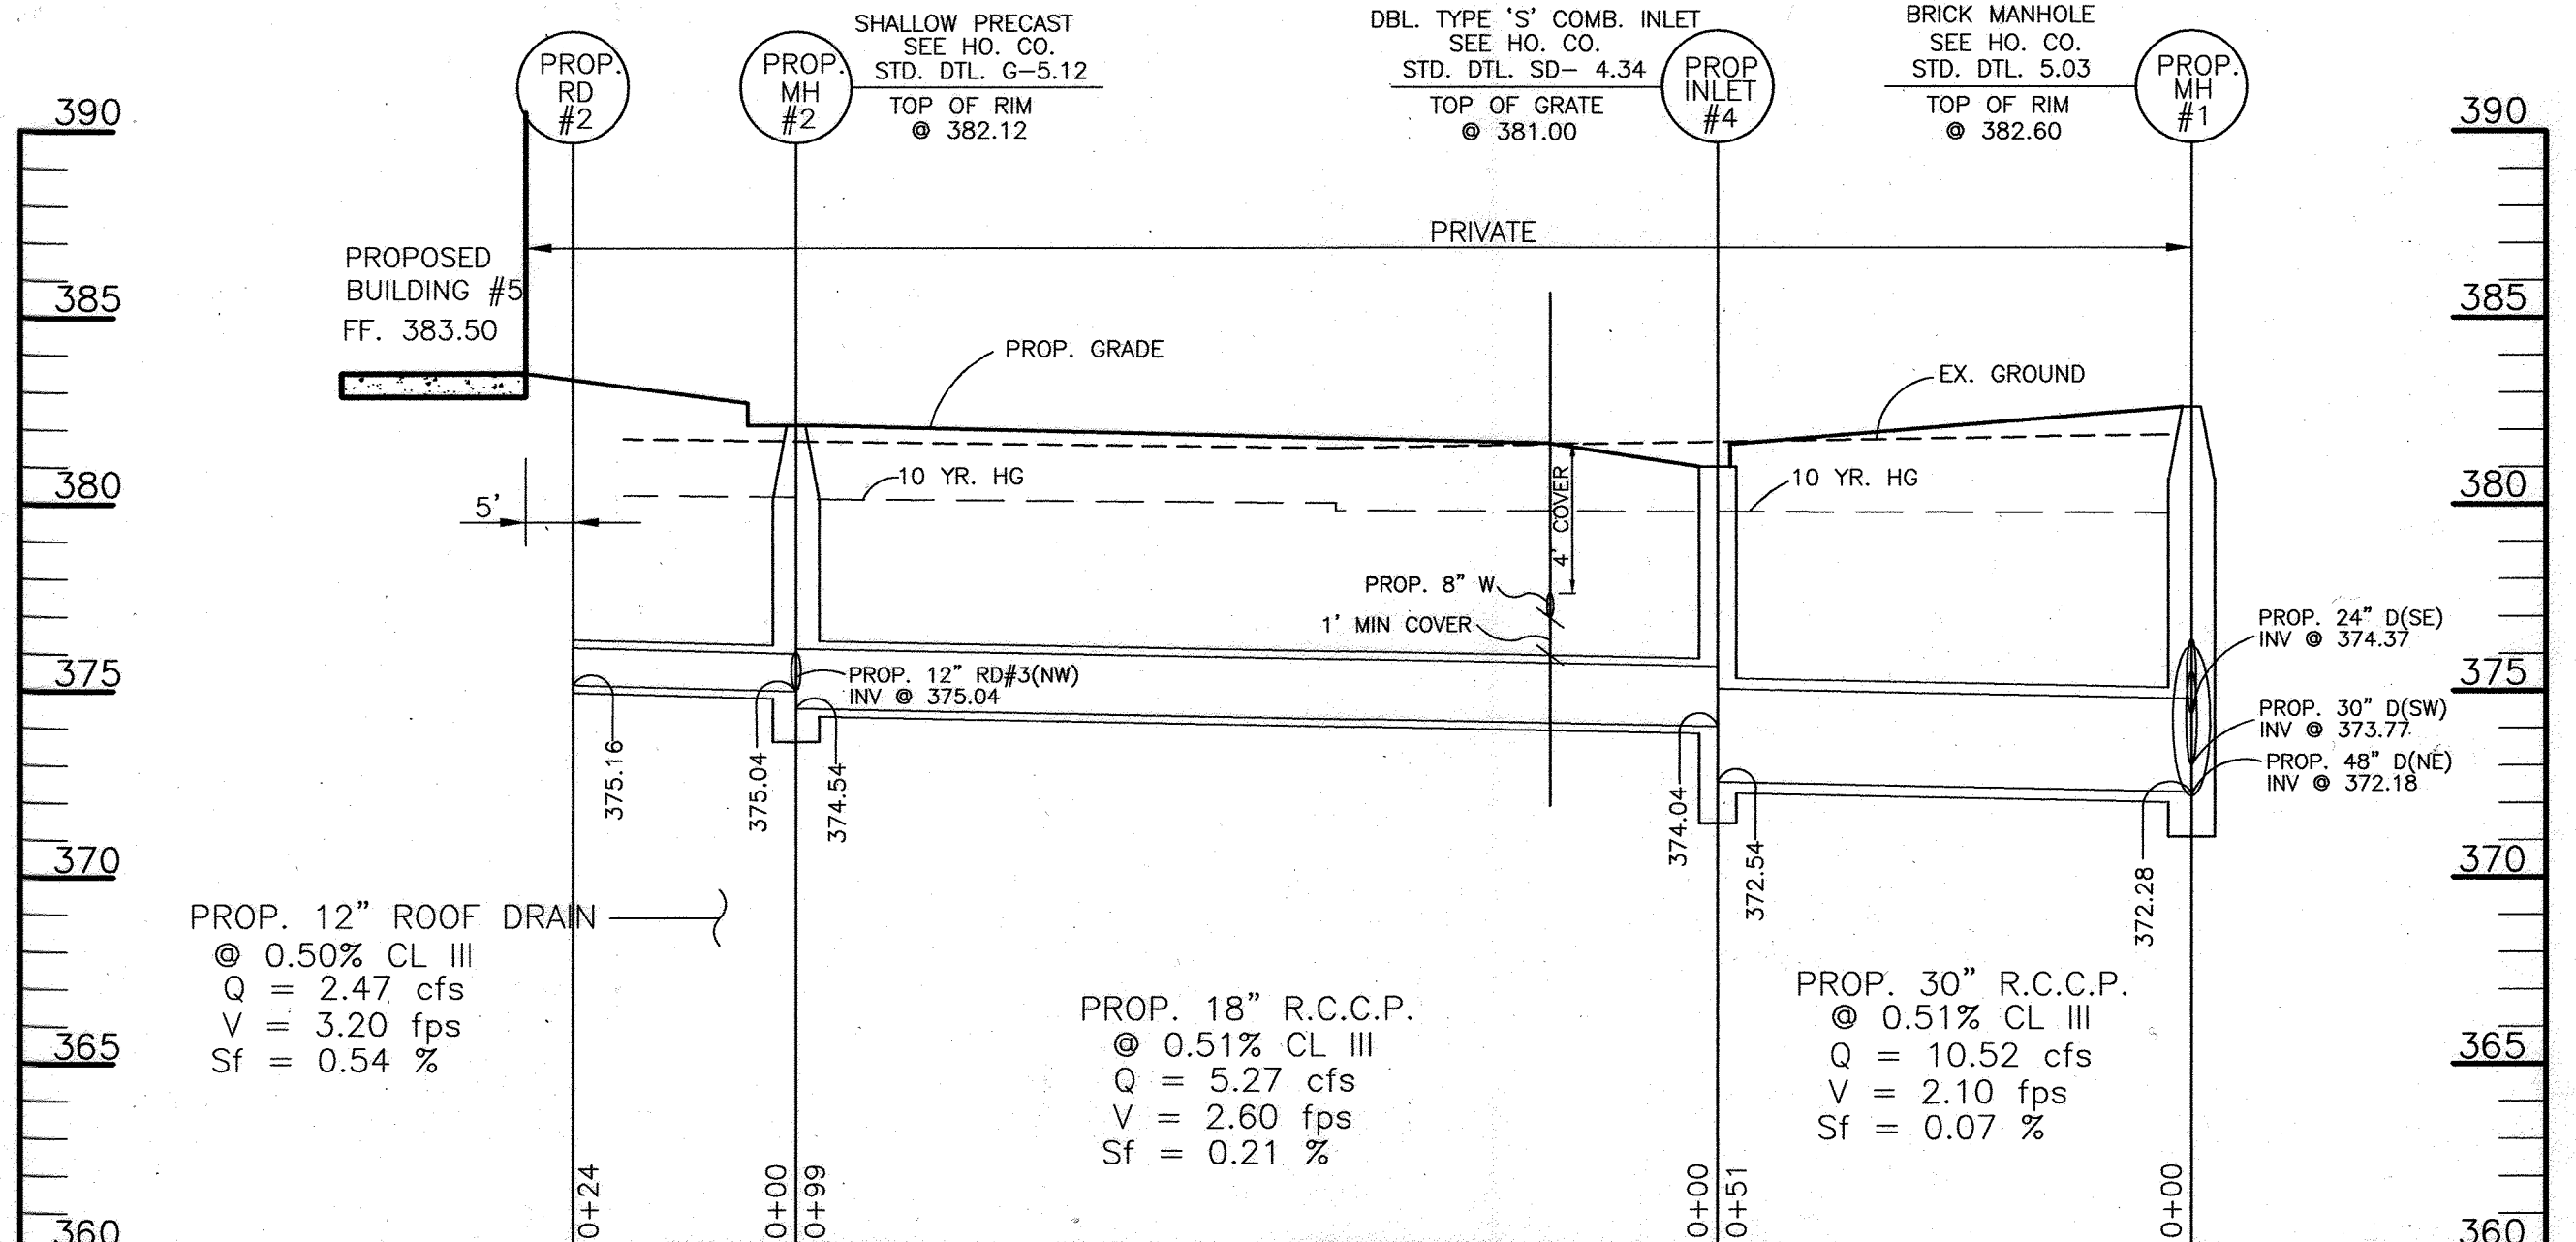 PROP.
RD
#2
PROP.
MH
#2
SHALLOW PRECAST
SEE HO. CO.
STD. DTL. G-5.12
TOP OF RIM
@ 382.12
DBL. TYPE 'S' COMB. INLET
SEE HO. CO.
STD. DTL. SD- 4.34
TOP OF GRATE
@ 381.00
PROP
INLET
#4
BRICK MANHOLE
SEE HO. CO.
STD. DTL. 5.03
TOP OF RIM
@ 382.60
PROP.
MH
#1
390
385
380
375
370
365
360
390
385
380
375
370
365
360
PRIVATE
PROPOSED
BUILDING #5
FF. 383.50
PROP. GRADE
EX. GROUND
10 YR. HG
10 YR. HG
5'
4' COVER
PROP. 8" W
1' MIN COVER
PROP. 12" RD#3(NW)
INV @ 375.04
PROP. 24" D(SE)
INV @ 374.37
PROP. 30" D(SW)
INV @ 373.77
PROP. 48" D(NE)
INV @ 372.18
375.16
375.04
374.54
374.04
372.54
372.28
PROP. 12" ROOF DRAIN
@ 0.50% CL III
Q = 2.47 cfs
V = 3.20 fps
Sf = 0.54 %
PROP. 18" R.C.C.P.
@ 0.51% CL III
Q = 5.27 cfs
V = 2.60 fps
Sf = 0.21 %
PROP. 30" R.C.C.P.
@ 0.51% CL III
Q = 10.52 cfs
V = 2.10 fps
Sf = 0.07 %
0+24
0+00
0+99
0+00
0+51
0+00